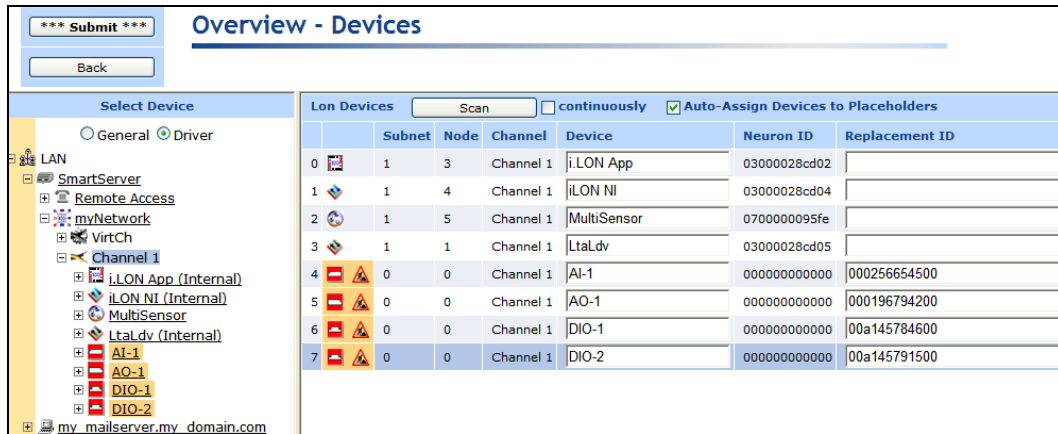 *** Submit ***
Overview - Devices
Back
Select Device
General Driver
LAN
SmartServer
Remote Access
myNetwork
VirtCh
Channel 1
i.LON App (Internal)
iLON NI (Internal)
MultiSensor
LtaLdv (Internal)
AI-1
AO-1
DIO-1
DIO-2
my_mailserver.my_domain.com
Lon Devices Scan continuously Auto-Assign Devices to Placeholders
Subnet Node Channel Device Neuron ID Replacement ID
0 1 3 Channel 1 i.LON App 03000028cd02
1 1 4 Channel 1 iLON NI 03000028cd04
2 1 5 Channel 1 MultiSensor 0700000095fe
3 1 1 Channel 1 LtaLdv 03000028cd05
4 0 0 Channel 1 AI-1 000000000000 000256654500
5 0 0 Channel 1 AO-1 000000000000 000196794200
6 0 0 Channel 1 DIO-1 000000000000 00a145784600
7 0 0 Channel 1 DIO-2 000000000000 00a145791500